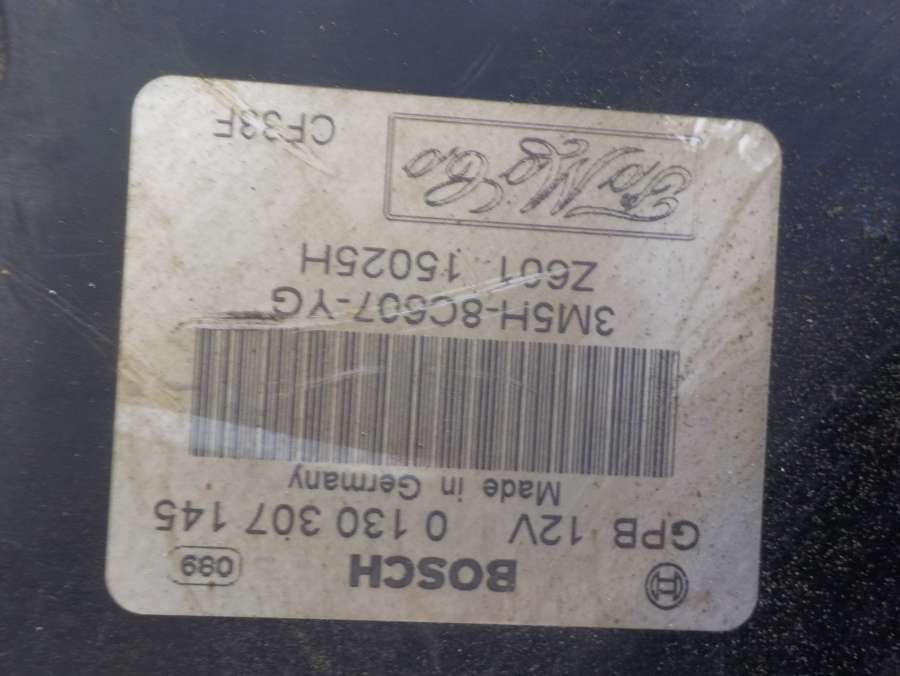 BOSCH 089
GPB 12V 0 130 307 145
Made in Germany
3M5H-8C607-YG
Z601 15025H
FoMoCo CF33F